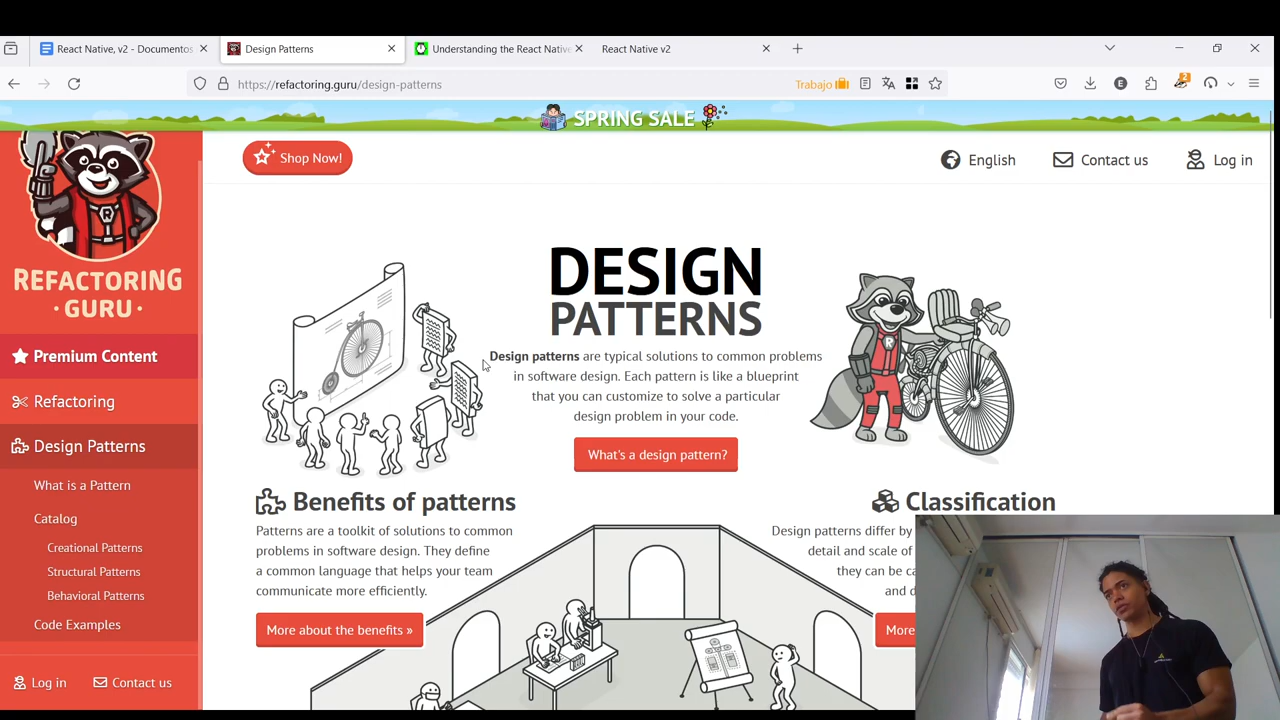 React Native, v2 - Documentos
Design Patterns
Understanding the React Native
React Native v2
https://refactoring.guru/design-patterns
Trabajo
E
2
SPRING SALE
Shop Now!
English
Contact us
Log in
R
REFACTORING
· GURU ·
Premium Content
Refactoring
Design Patterns
What is a Pattern
Catalog
Creational Patterns
Structural Patterns
Behavioral Patterns
Code Examples
Log in
Contact us
DESIGN
PATTERNS
R
Design patterns are typical solutions to common problems
in software design. Each pattern is like a blueprint
that you can customize to solve a particular
design problem in your code.
What's a design pattern?
Benefits of patterns
Patterns are a toolkit of solutions to common
problems in software design. They define
a common language that helps your team
communicate more efficiently.
More about the benefits »
Classification
Design patterns differ by
detail and scale of
they can be ca
and d
More